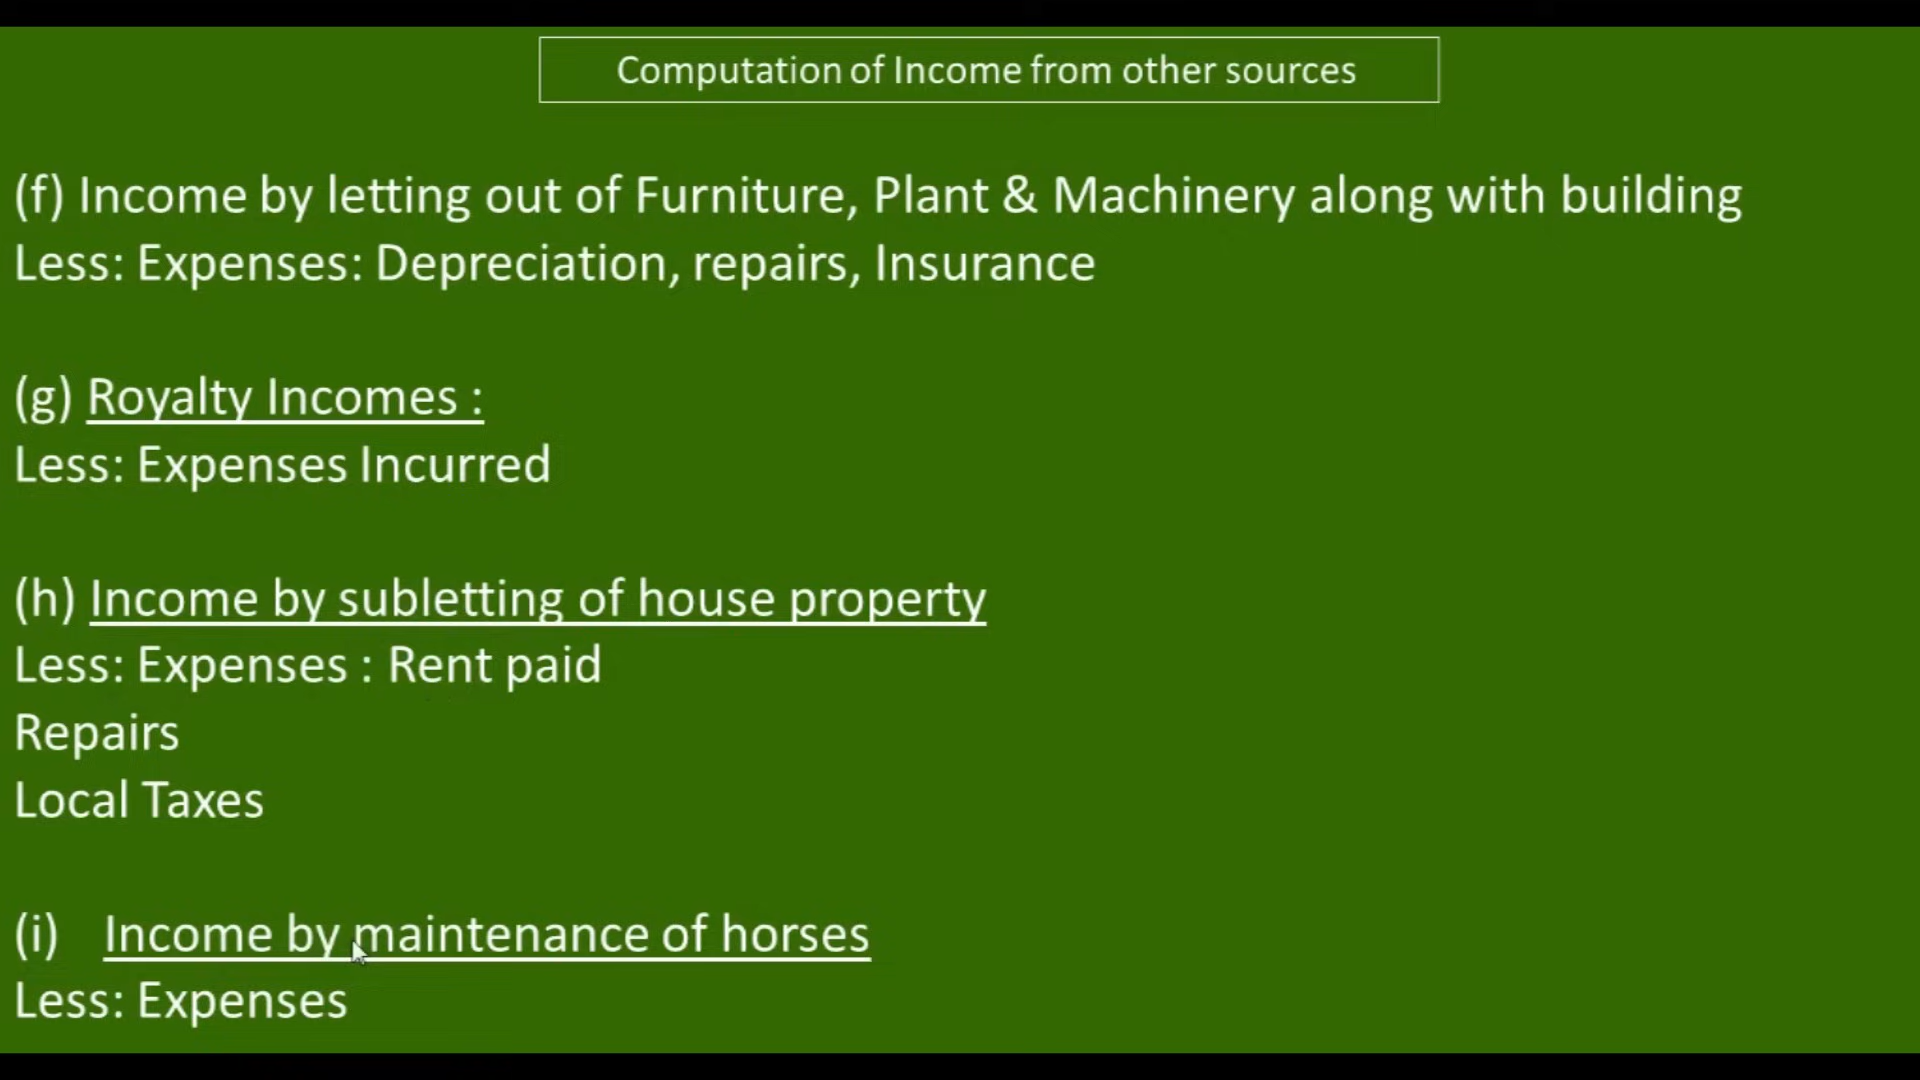 Computation of Income from other sources
(f) Income by letting out of Furniture, Plant & Machinery along with building
Less: Expenses: Depreciation, repairs, Insurance
(g) Royalty Incomes :
Less: Expenses Incurred
(h) Income by subletting of house property
Less: Expenses : Rent paid
Repairs
Local Taxes
(i) Income by maintenance of horses
Less: Expenses